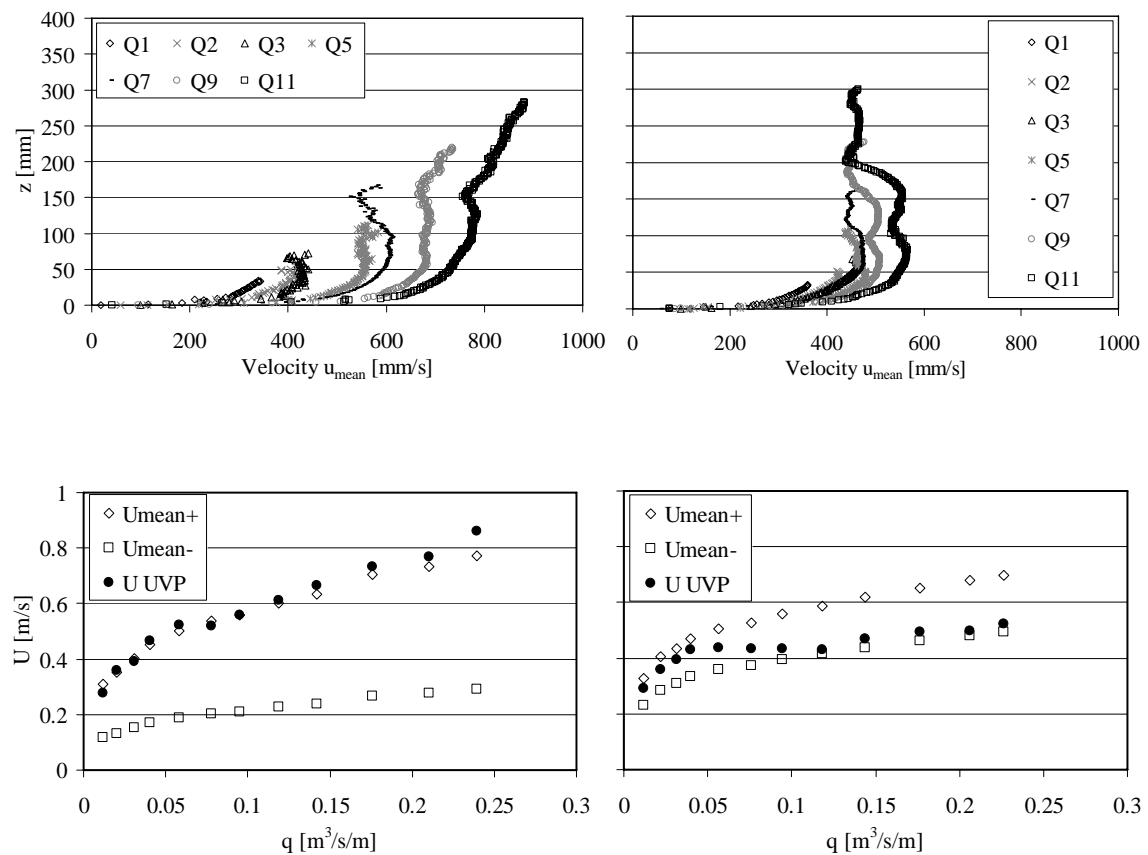 400
350
300
250
200
150
100
50
0
z [mm]
Q1 Q2 Q3 Q5
Q7 Q9 Q11
0 200 400 600 800 1000
Velocity u_mean [mm/s]
Q1
Q2
Q3
Q5
Q7
Q9
Q11
0 200 400 600 800 1000
Velocity u_mean [mm/s]
1
0.8
0.6
0.4
0.2
0
U [m/s]
Umean+
Umean-
U UVP
0 0.05 0.1 0.15 0.2 0.25 0.3
q [m³/s/m]
Umean+
Umean-
U UVP
0 0.05 0.1 0.15 0.2 0.25 0.3
q [m³/s/m]